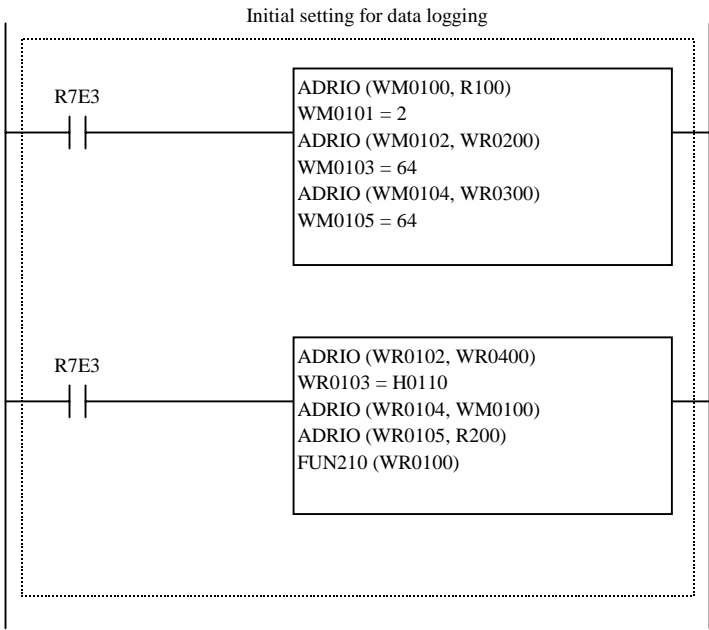 Initial setting for data logging
R7E3
ADRIO (WM0100, R100)
WM0101 = 2
ADRIO (WM0102, WR0200)
WM0103 = 64
ADRIO (WM0104, WR0300)
WM0105 = 64
R7E3
ADRIO (WR0102, WR0400)
WR0103 = H0110
ADRIO (WR0104, WM0100)
ADRIO (WR0105, R200)
FUN210 (WR0100)